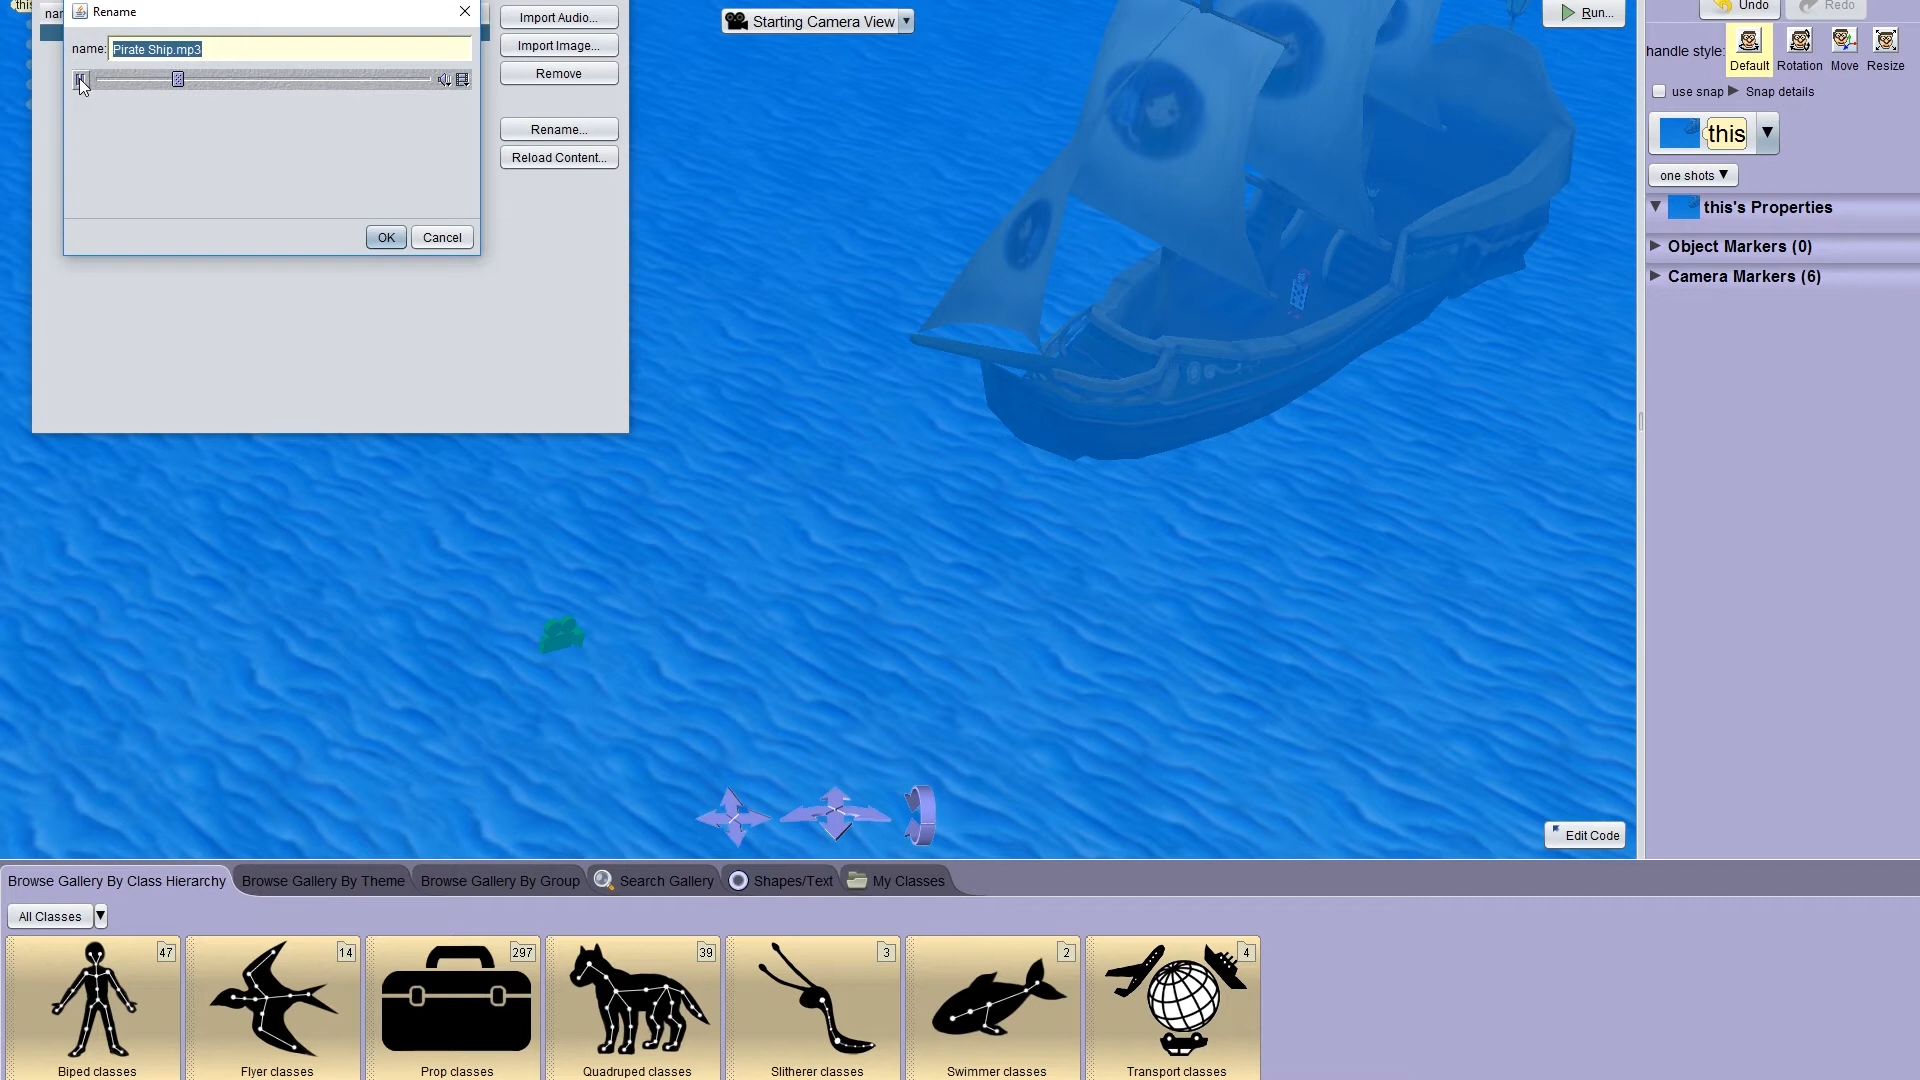 this
nam
Rename
name: Pirate Ship.mp3
OK
Cancel
Import Audio...
Import Image...
Remove
Rename...
Reload Content...
Starting Camera View
Run...
Undo
Redo
handle style:
Default
Rotation
Move
Resize
use snap
Snap details
this
one shots
this's Properties
Object Markers (0)
Camera Markers (6)
Edit Code
Browse Gallery By Class Hierarchy
Browse Gallery By Theme
Browse Gallery By Group
Search Gallery
Shapes/Text
My Classes
All Classes
47
14
297
39
3
2
4
Biped classes
Flyer classes
Prop classes
Quadruped classes
Slitherer classes
Swimmer classes
Transport classes